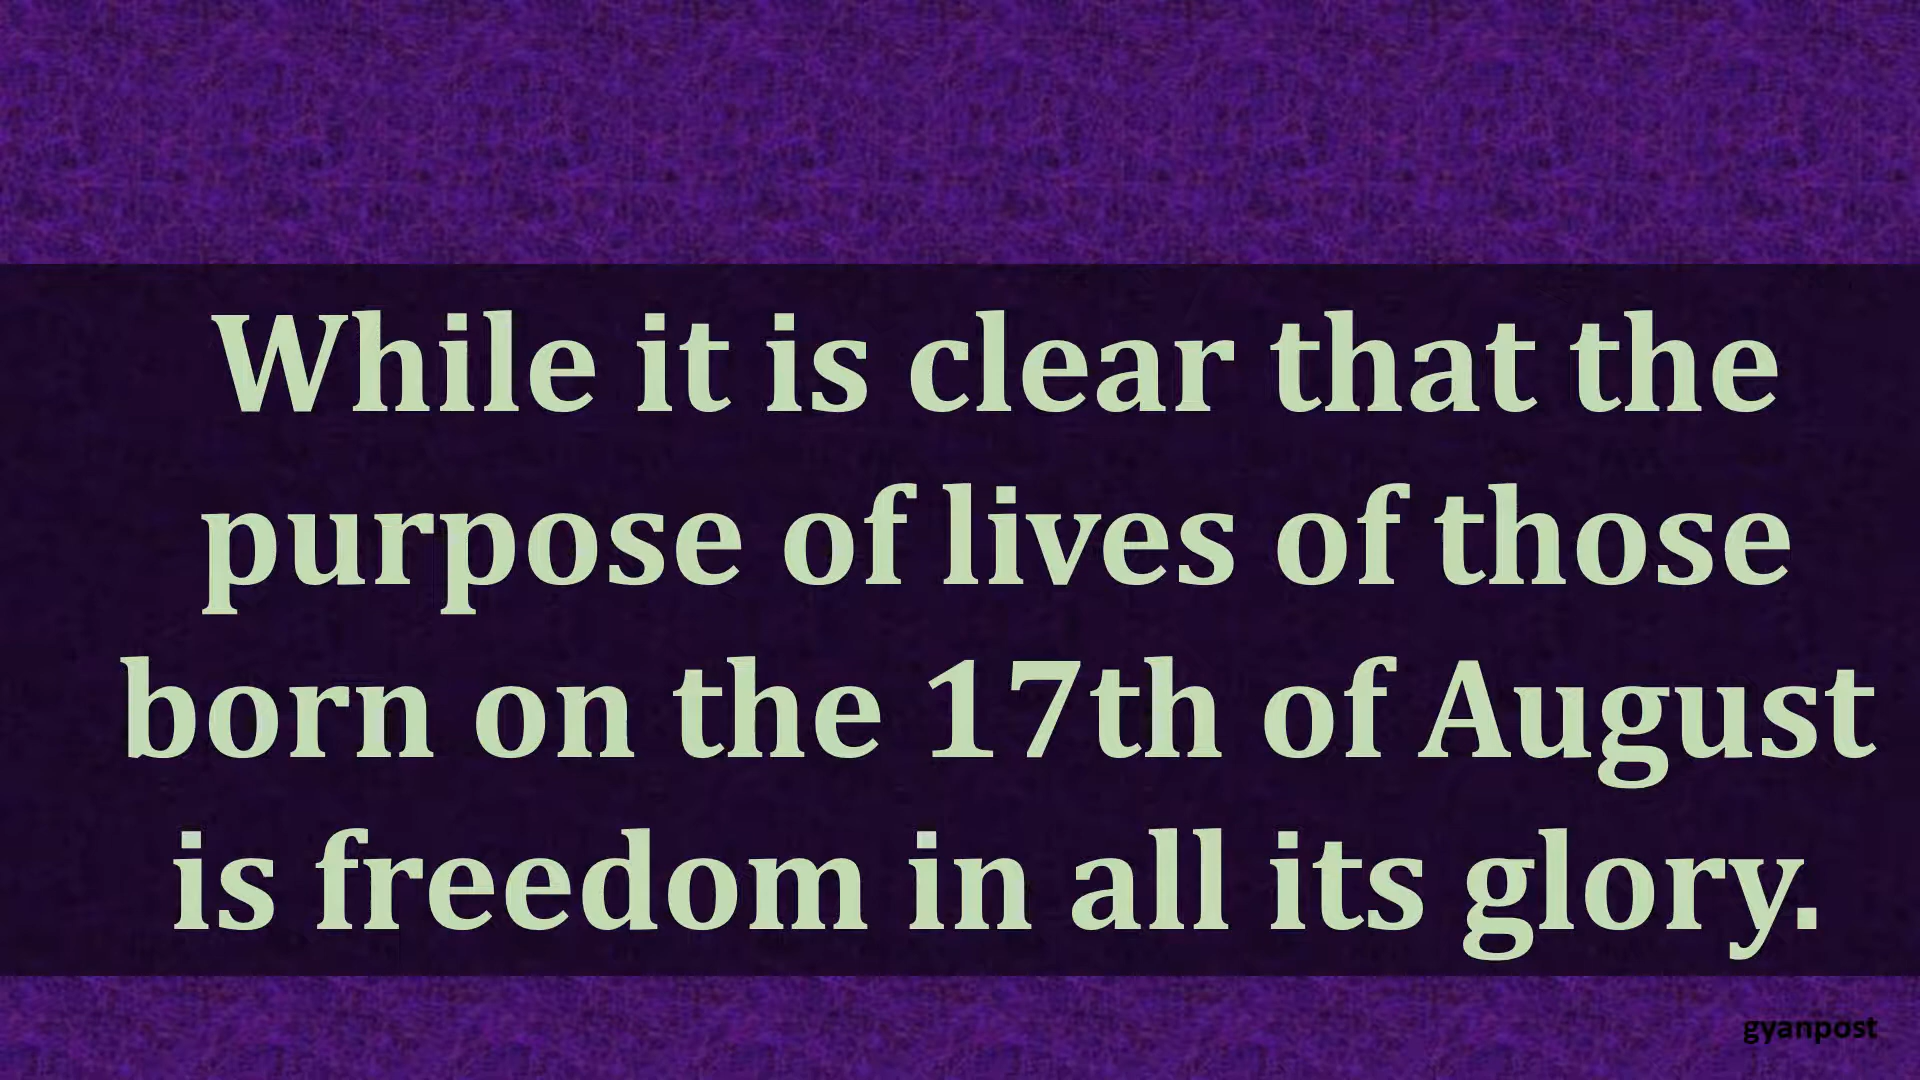 While it is clear that the
purpose of lives of those
born on the 17th of August
is freedom in all its glory.
gyanpost